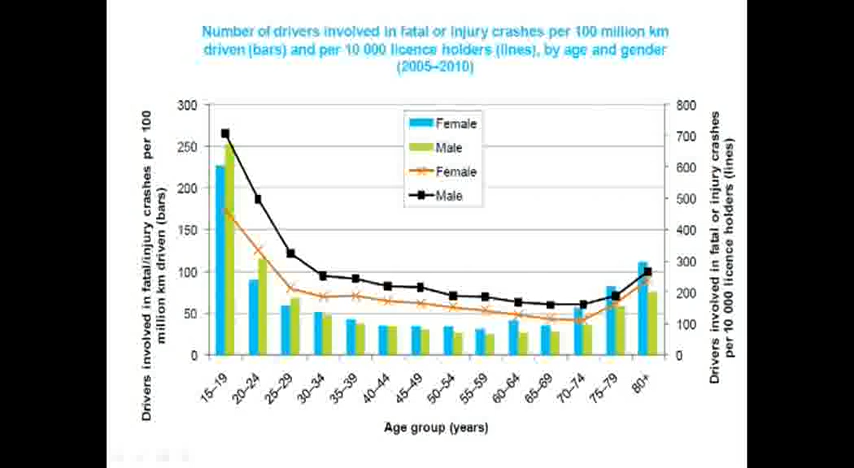 Number of drivers involved in fatal or injury crashes per 100 million km
driven (bars) and per 10 000 licence holders (lines), by age and gender
(2005–2010)
Drivers involved in fatal/injury crashes per 100
million km driven (bars)
300
250
200
150
100
50
0
Female
Male
Female
Male
800
700
600
500
400
300
200
100
0
Drivers involved in fatal or injury crashes
per 10 000 licence holders (lines)
15–19
20–24
25–29
30–34
35–39
40–44
45–49
50–54
55–59
60–64
65–69
70–74
75–79
80+
Age group (years)